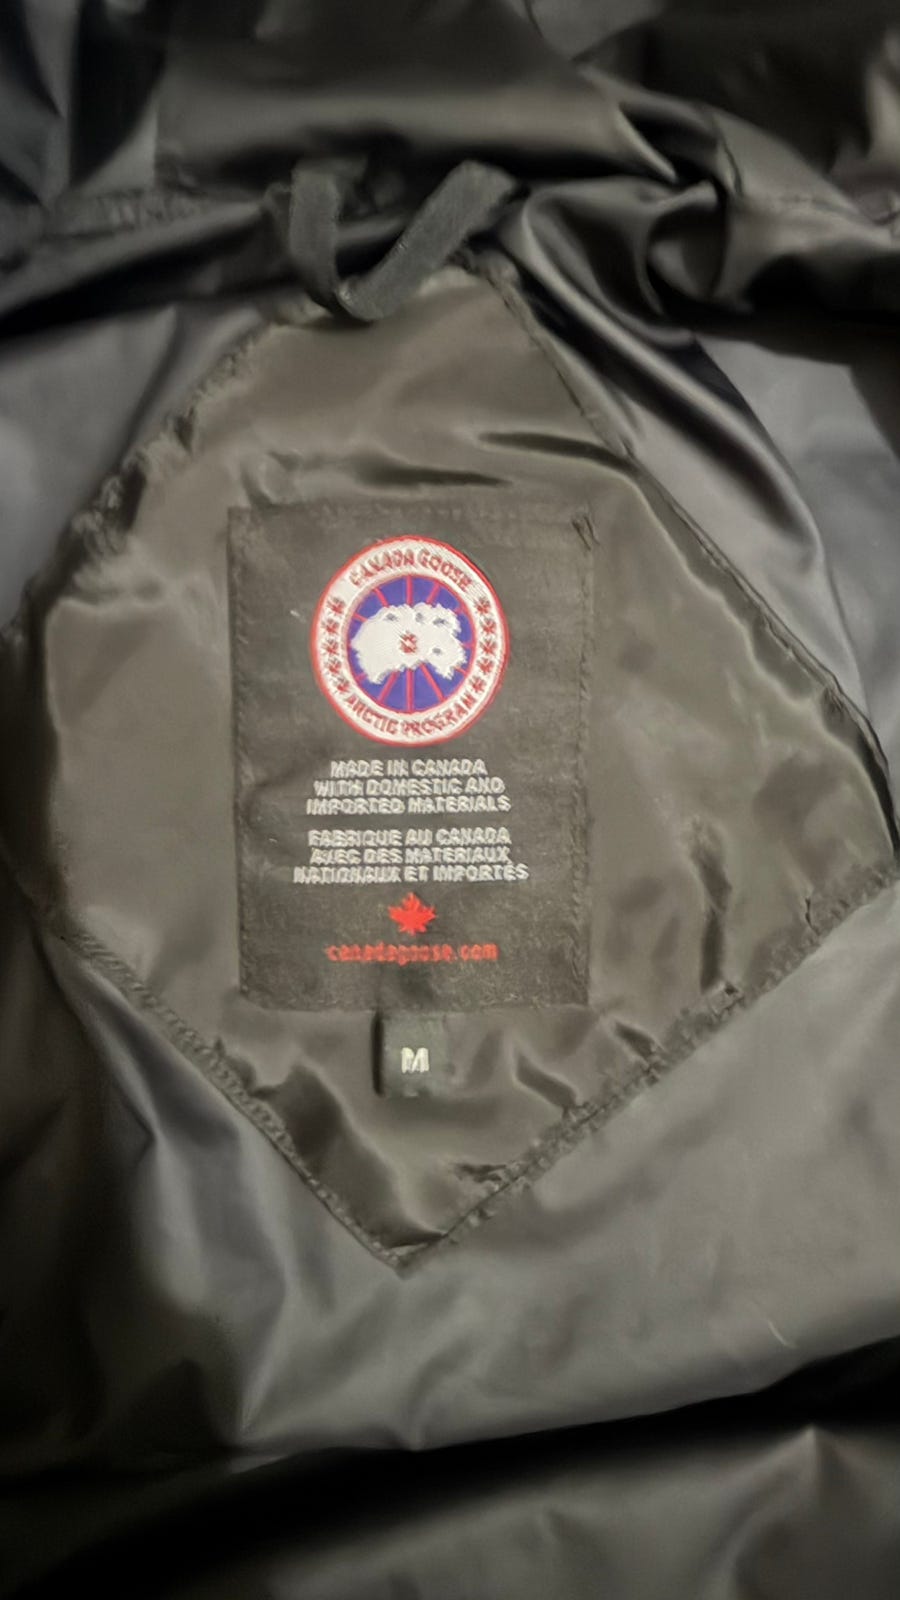 CANADA GOOSE
ARCTIC PROGRAM
MADE IN CANADA
WITH DOMESTIC AND
IMPORTED MATERIALS
FABRIQUE AU CANADA
AVEC DES MATERIAUX
NATIONAUX ET IMPORTES
canadagoose.com
M